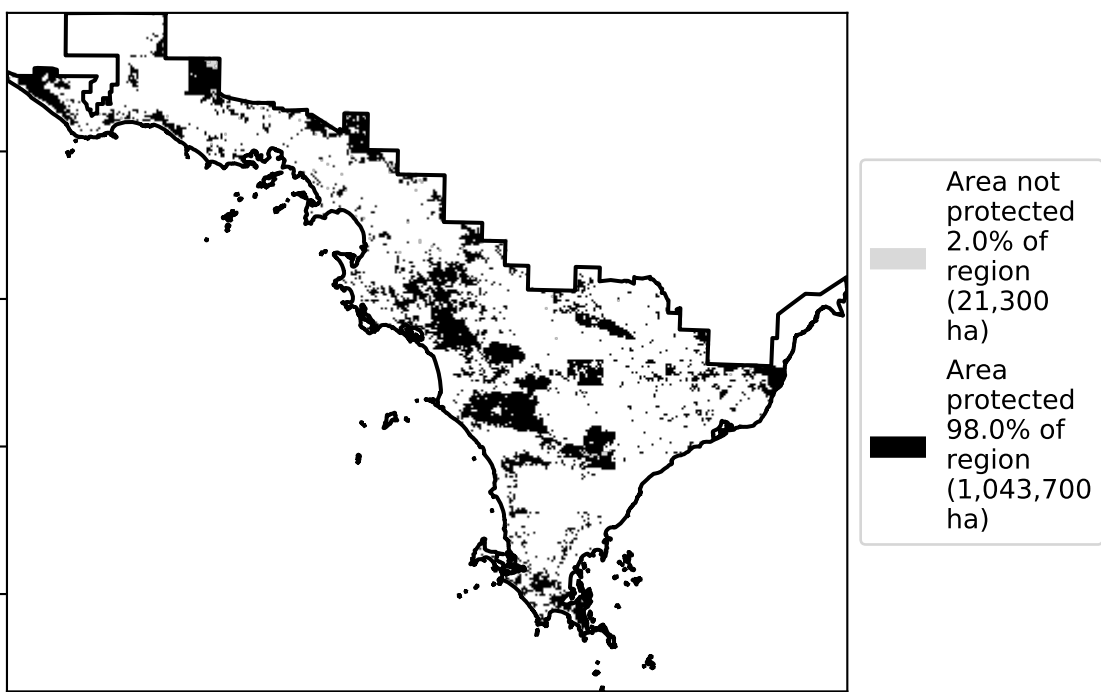 Area not
protected
2.0% of
region
(21,300
ha)
Area
protected
98.0% of
region
(1,043,700
ha)